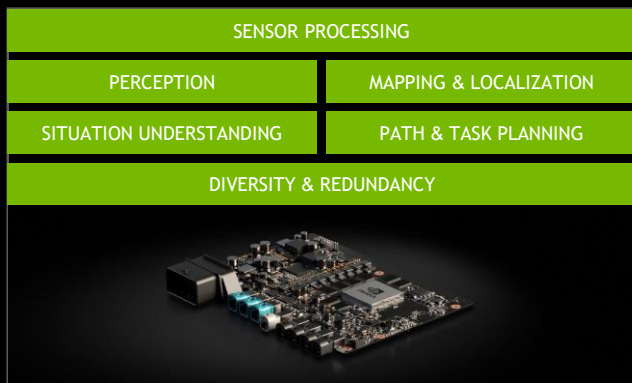 SENSOR PROCESSING
PERCEPTION
MAPPING & LOCALIZATION
SITUATION UNDERSTANDING
PATH & TASK PLANNING
DIVERSITY & REDUNDANCY